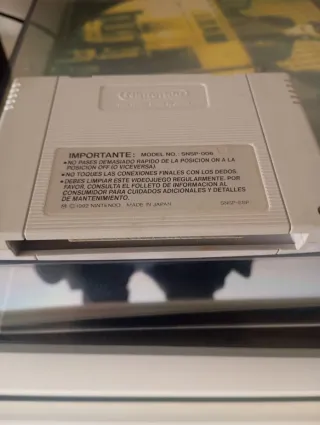 Nintendo
IMPORTANTE: MODEL NO.: SNSP-006
•NO PASES DEMASIADO RAPIDO DE LA POSICION ON A LA
POSICION OFF (O VICEVERSA).
•NO TOQUES LAS CONEXIONES FINALES CON LOS DEDOS.
•DEBES LIMPIAR ESTE VIDEOJUEGO REGULARMENTE. POR
FAVOR, CONSULTA EL FOLLETO DE INFORMACION AL
CONSUMIDOR PARA CUIDADOS ADICIONALES Y DETALLES
DE MANTENIMIENTO.
©1992 NINTENDO MADE IN JAPAN SNSP-ESP